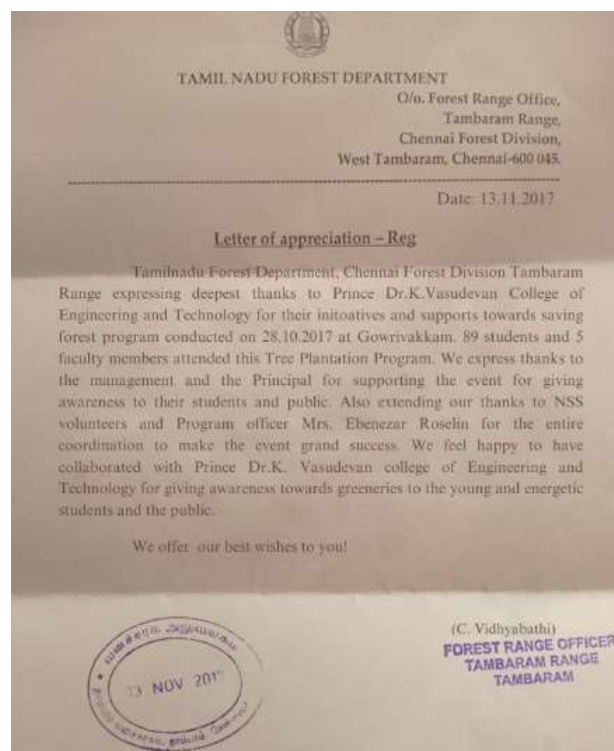 TAMIL NADU FOREST DEPARTMENT
O/o. Forest Range Office,
Tambaram Range,
Chennai Forest Division,
West Tambaram, Chennai-600 045.
Date: 13.11.2017
Letter of appreciation – Reg
Tamilnadu Forest Department, Chennai Forest Division Tambaram
Range expressing deepest thanks to Prince Dr.K.Vasudevan College of
Engineering and Technology for their initoatives and supports towards saving
forest program conducted on 28.10.2017 at Gowrivakkam. 89 students and 5
faculty members attended this Tree Plantation Program. We express thanks to
the management and the Principal for supporting the event for giving
awareness to their students and public. Also extending our thanks to NSS
volunteers and Program officer Mrs. Ebenezar Roselin for the entire
coordination to make the event grand success. We feel happy to have
collaborated with Prince Dr.K. Vasudevan college of Engineering and
Technology for giving awareness towards greeneries to the young and energetic
students and the public.
We offer our best wishes to you!
(C. Vidhyabathi)
FOREST RANGE OFFICER
TAMBARAM RANGE
TAMBARAM
வனச்சரக அலுவலகம்
13 NOV 2017